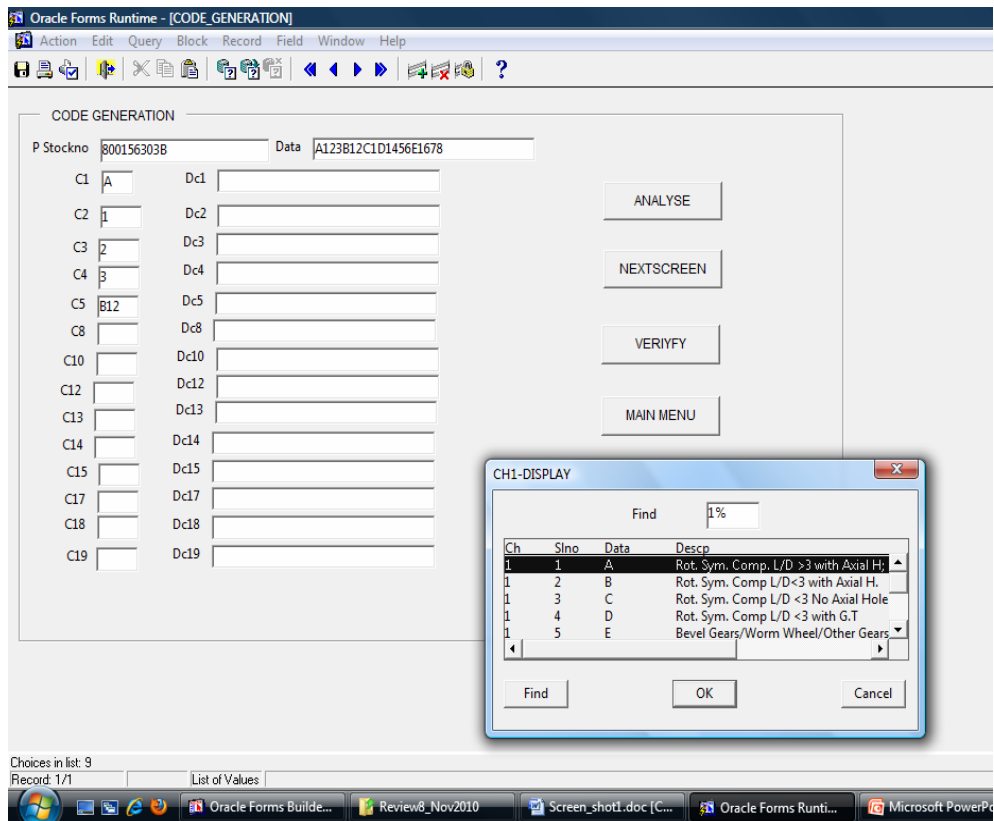 Oracle Forms Runtime - [CODE_GENERATION]
Action Edit Query Block Record Field Window Help
CODE GENERATION
P Stockno 800156303B Data A123B12C1D1456E1678
C1 A Dc1
ANALYSE
C2 1 Dc2
C3 2 Dc3
C4 3 Dc4
NEXTSCREEN
C5 B12 Dc5
C8 Dc8
VERIYFY
C10 Dc10
C12 Dc12
C13 Dc13
MAIN MENU
C14 Dc14
C15 Dc15
C17 Dc17
C18 Dc18
C19 Dc19
CH1-DISPLAY
Find 1%
Ch Slno Data Descp
1 1 A Rot. Sym. Comp. L/D >3 with Axial H;
1 2 B Rot. Sym. Comp L/D<3 with Axial H.
1 3 C Rot. Sym. Comp L/D <3 No Axial Hole
1 4 D Rot. Sym. Comp L/D <3 with G.T
1 5 E Bevel Gears/Worm Wheel/Other Gears
Find OK Cancel
Choices in list: 9
Record: 1/1 List of Values
Oracle Forms Builde... Review8_Nov2010 Screen_shot1.doc [C... Oracle Forms Runti... Microsoft PowerPo